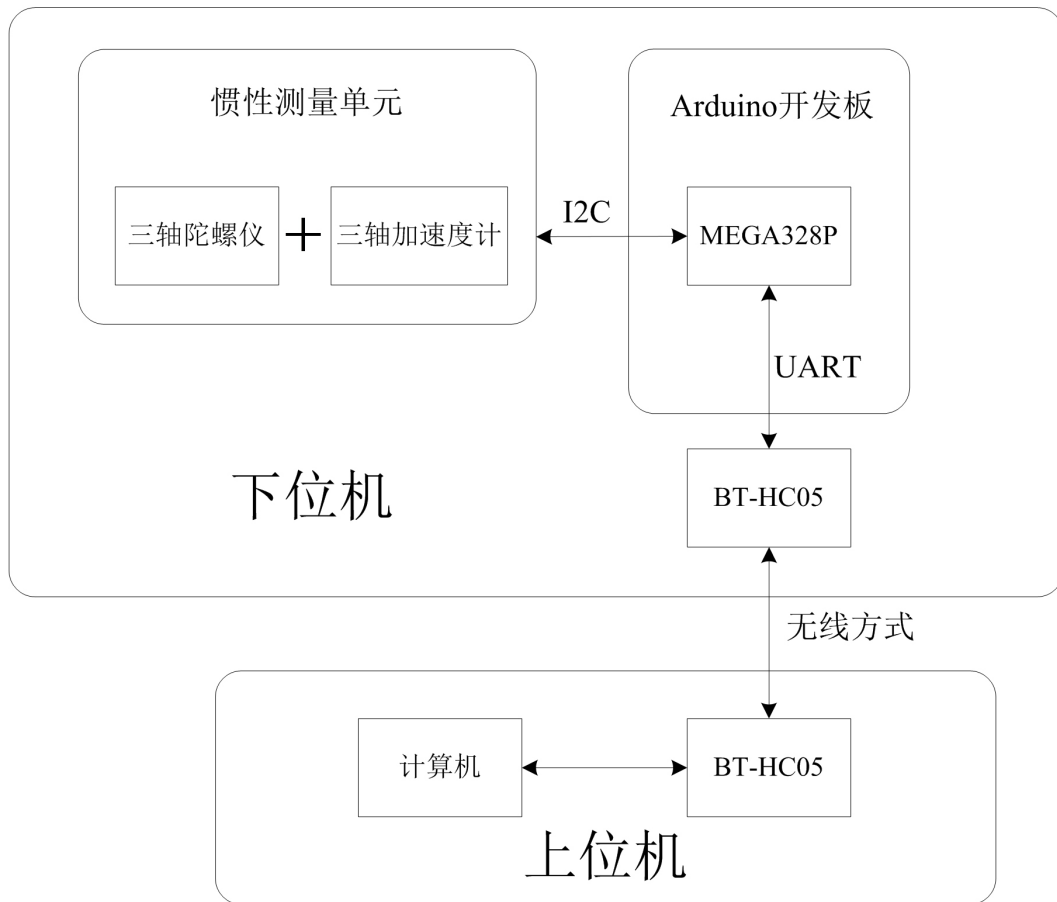 惯性测量单元
Arduino开发板
三轴陀螺仪
+
三轴加速度计
I2C
MEGA328P
UART
下位机
BT-HC05
无线方式
计算机
BT-HC05
上位机